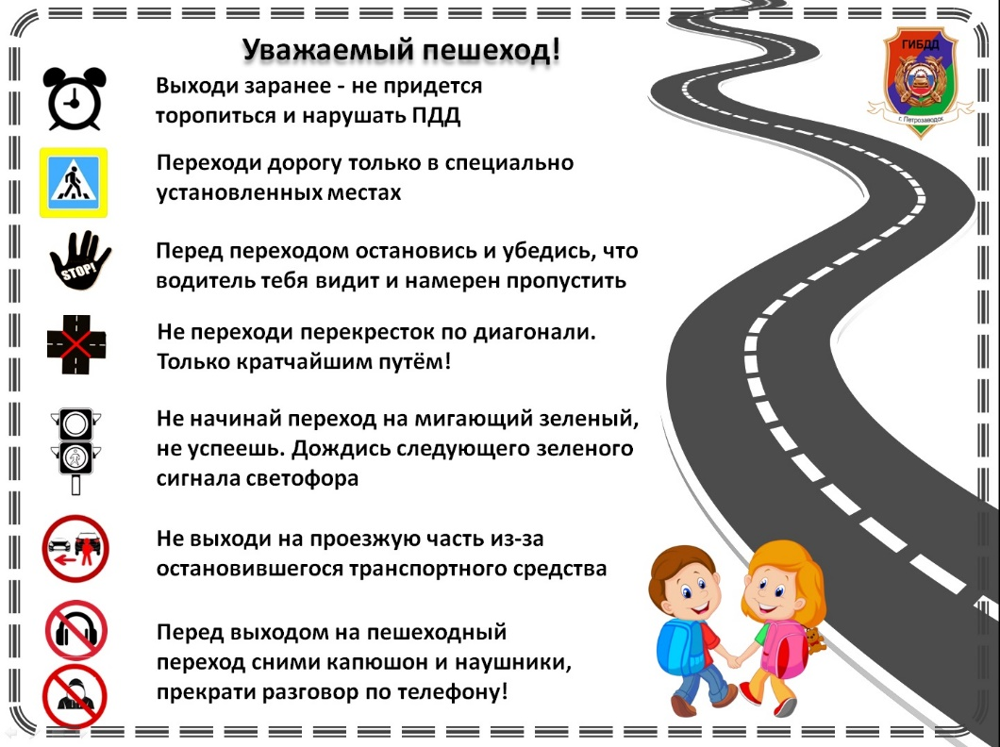 Уважаемый пешеход!
ГИБДД
г. Петрозаводск
Выходи заранее - не придется
торопиться и нарушать ПДД
Переходи дорогу только в специально
установленных местах
STOP!
Перед переходом остановись и убедись, что
водитель тебя видит и намерен пропустить
Не переходи перекресток по диагонали.
Только кратчайшим путём!
Не начинай переход на мигающий зеленый,
не успеешь. Дождись следующего зеленого
сигнала светофора
Не выходи на проезжую часть из-за
остановившегося транспортного средства
Перед выходом на пешеходный
переход сними капюшон и наушники,
прекрати разговор по телефону!